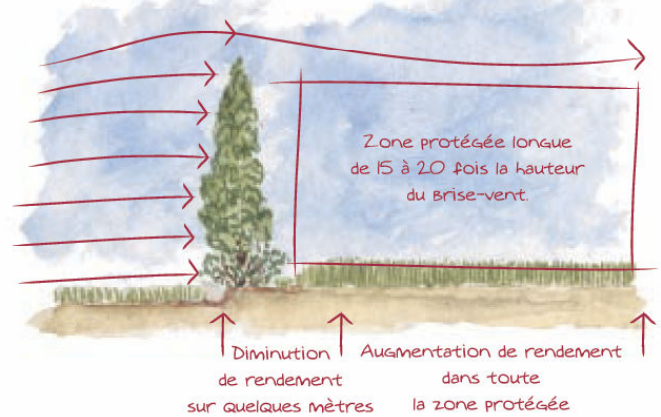 Zone protégée longue
de 15 à 20 fois la hauteur
du Brise-vent.
Diminution
de rendement
sur quelques mètres
Augmentation de rendement
dans toute
la zone protégée